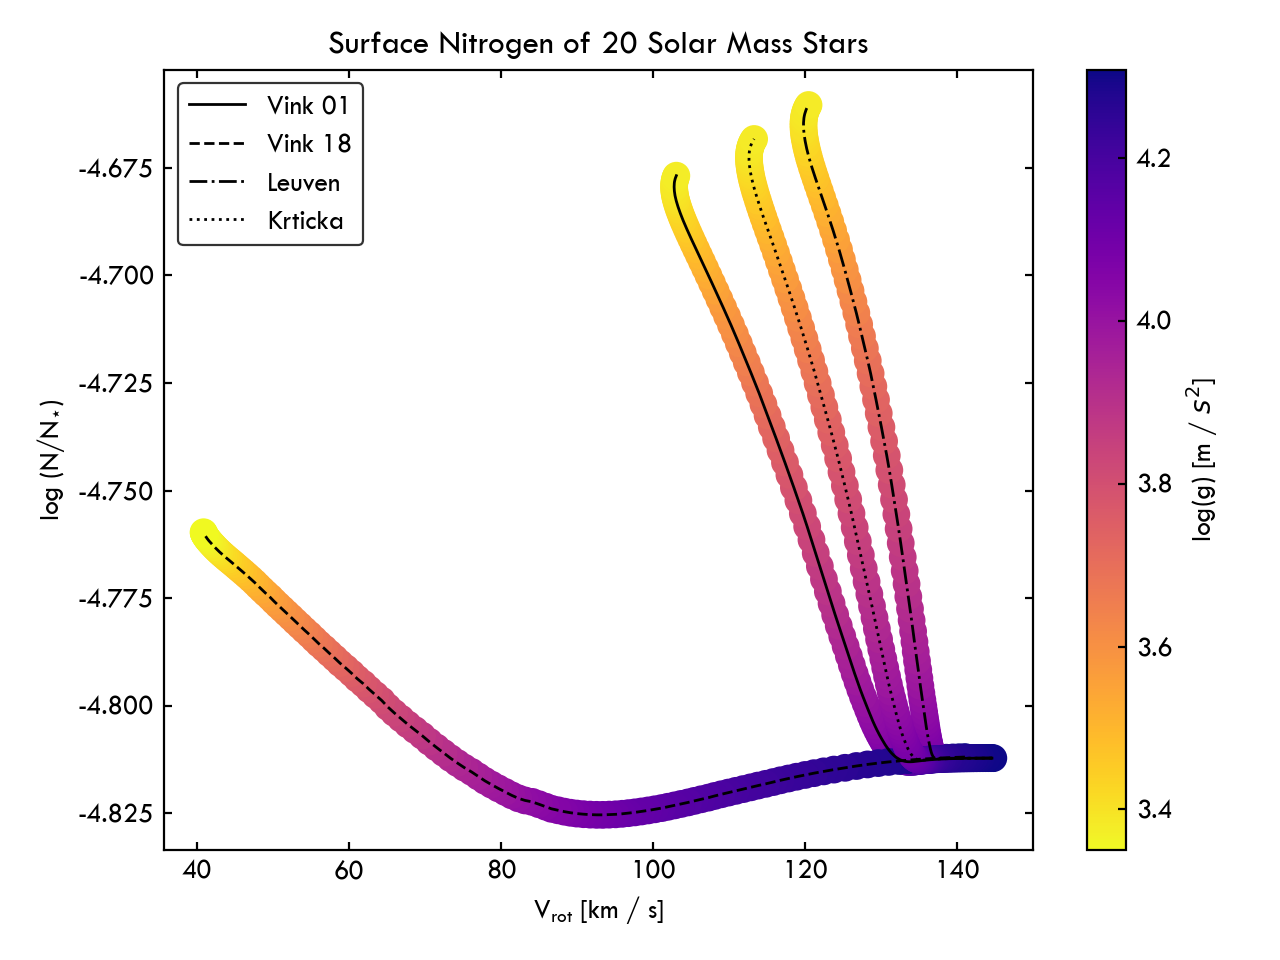 Surface Nitrogen of 20 Solar Mass Stars
Vink 01
Vink 18
Leuven
Krticka
-4.675
-4.700
-4.725
-4.750
-4.775
-4.800
-4.825
log (N/N⋆)
40 60 80 100 120 140
V_rot [km / s]
4.2
4.0
3.8
3.6
3.4
log(g) [m / s²]